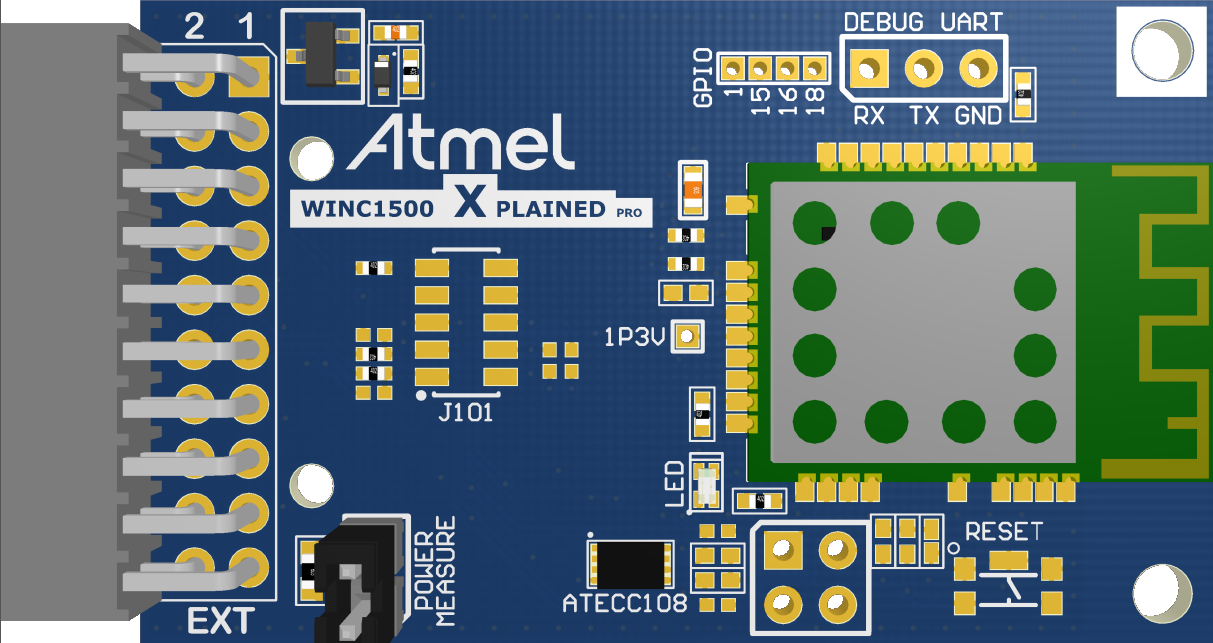 2 1
DEBUG UART
GPIO
1
15
16
18
RX TX GND
Atmel
WINC1500 X PLAINED PRO
1P3V
J101
LED
RESET
POWER
MEASURE
ATECC108
EXT